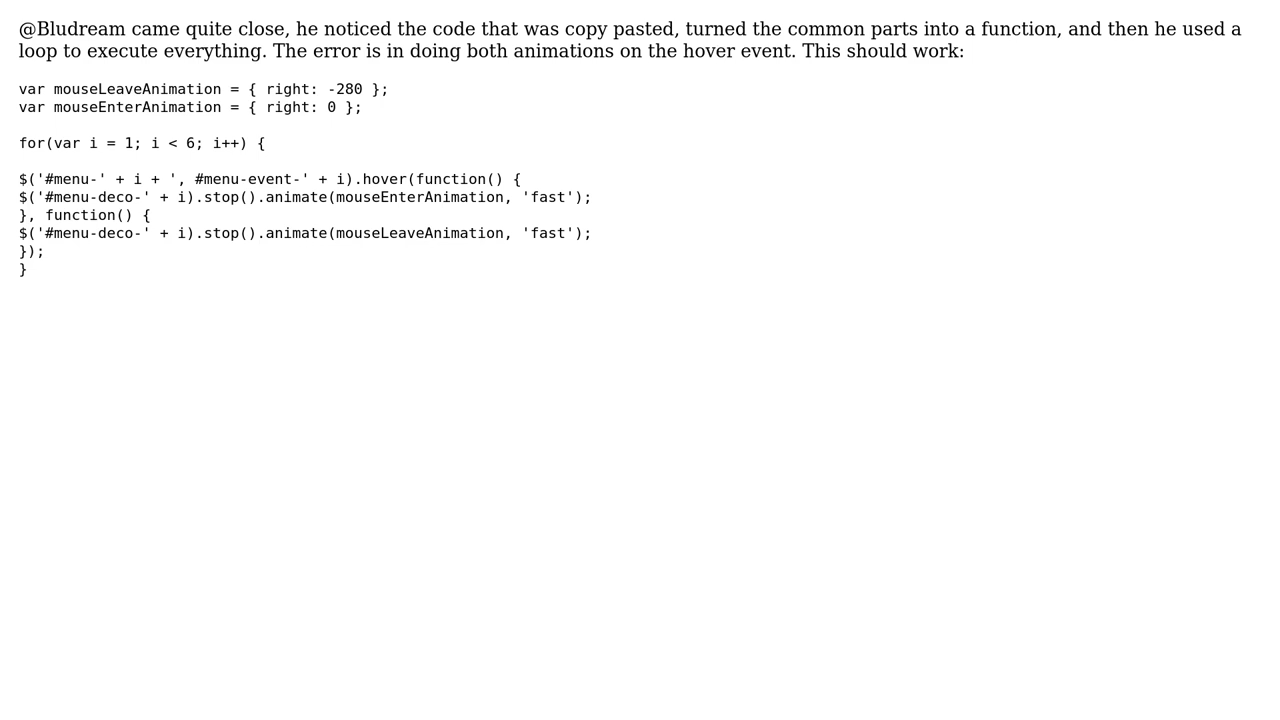 @Bludream came quite close, he noticed the code that was copy pasted, turned the common parts into a function, and then he used a
loop to execute everything. The error is in doing both animations on the hover event. This should work:
var mouseLeaveAnimation = { right: -280 };
var mouseEnterAnimation = { right: 0 };
for(var i = 1; i < 6; i++) {
$('#menu-' + i + ', #menu-event-' + i).hover(function() {
$('#menu-deco-' + i).stop().animate(mouseEnterAnimation, 'fast');
}, function() {
$('#menu-deco-' + i).stop().animate(mouseLeaveAnimation, 'fast');
});
}